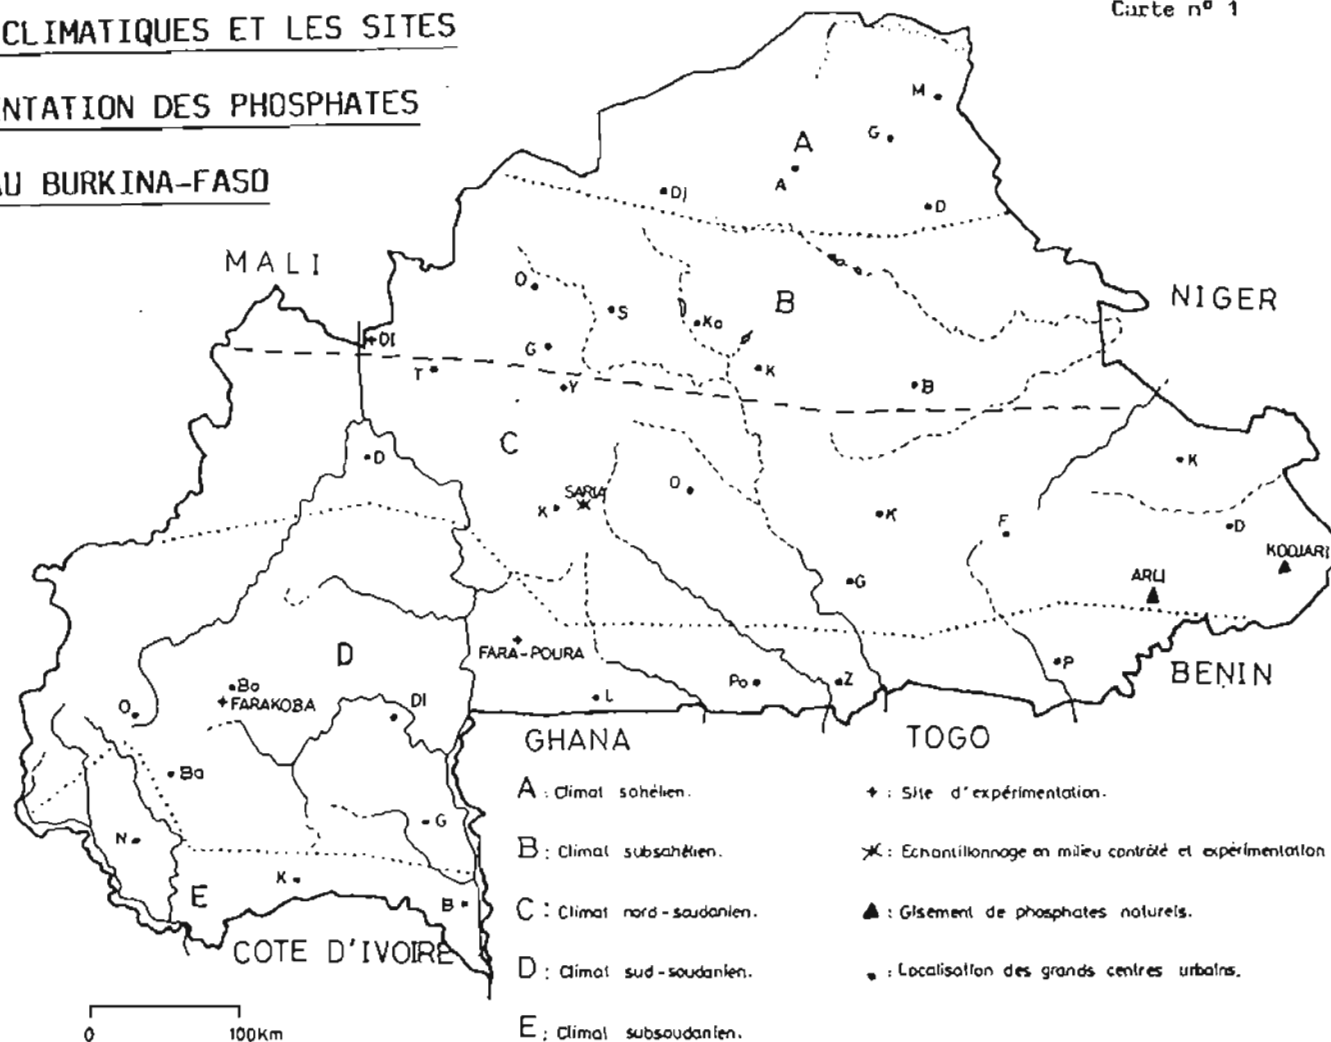 CLIMATIQUES ET LES SITES
Carte nº 1
NTATION DES PHOSPHATES
AU BURKINA-FASO
M
G
A
A
Dj
D
MALI
NIGER
O
B
S
Ko
DI
G
T
Y
K
B
C
D
K
SARIA
O
K
K
F
D
KODJARI
ARLI
G
FARA-POURA
D
P
BENIN
Bo
FARAKOBA
DI
O
L
Po
Z
GHANA
TOGO
Ba
G
N
K
E
B
COTE D'IVOIRE
A : Climat sahélien.
B : Climat subsahélien.
C : Climat nord-soudanien.
D : Climat sud-soudanien.
E : Climat subsoudanien.
+ : Site d'expérimentation.
: Echantillonnage en milieu contrôlé et expérimentation
▲ : Gisement de phosphates naturels.
• : Localisation des grands centres urbains.
0 100Km